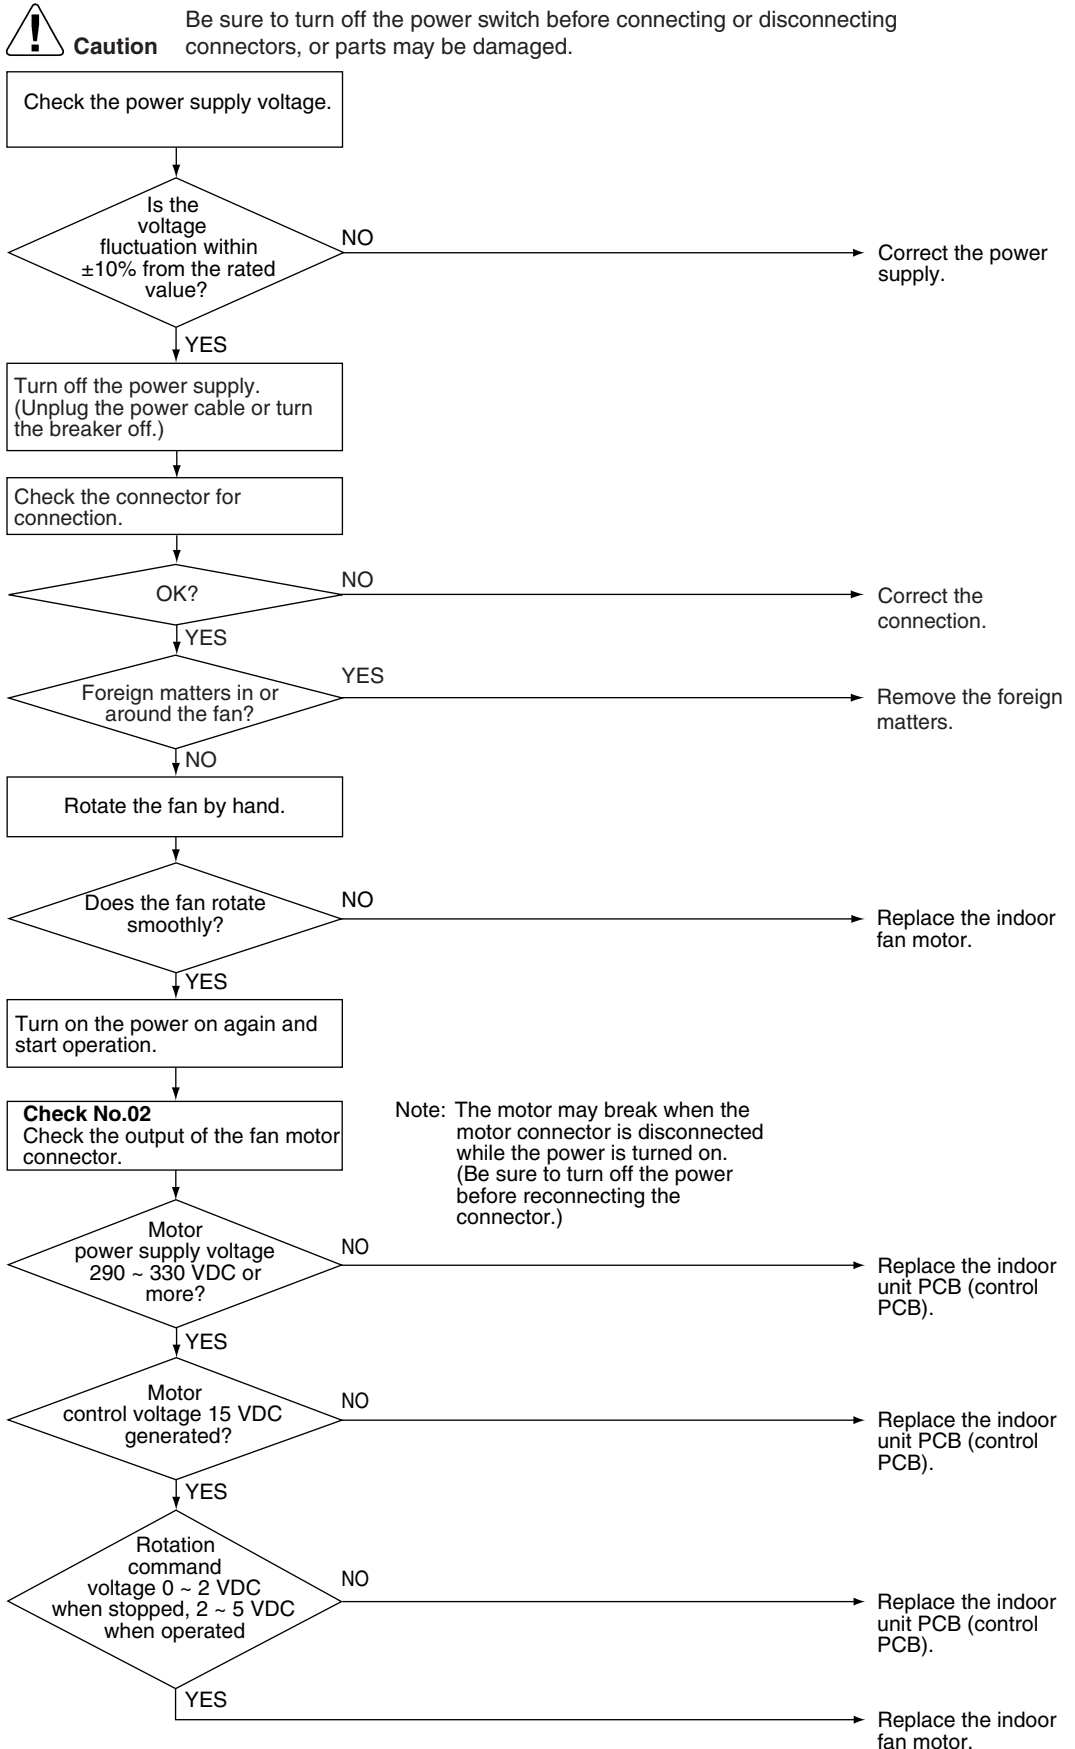 Be sure to turn off the power switch before connecting or disconnecting
Caution connectors, or parts may be damaged.
Check the power supply voltage.
Is the
voltage
fluctuation within
±10% from the rated
value?
NO
Correct the power
supply.
YES
Turn off the power supply.
(Unplug the power cable or turn
the breaker off.)
Check the connector for
connection.
OK?
NO
Correct the
connection.
YES
Foreign matters in or
around the fan?
YES
Remove the foreign
matters.
NO
Rotate the fan by hand.
Does the fan rotate
smoothly?
NO
Replace the indoor
fan motor.
YES
Turn on the power on again and
start operation.
Check No.02
Check the output of the fan motor
connector.
Note: The motor may break when the
motor connector is disconnected
while the power is turned on.
(Be sure to turn off the power
before reconnecting the
connector.)
Motor
power supply voltage
290 ~ 330 VDC or
more?
NO
Replace the indoor
unit PCB (control
PCB).
YES
Motor
control voltage 15 VDC
generated?
NO
Replace the indoor
unit PCB (control
PCB).
YES
Rotation
command
voltage 0 ~ 2 VDC
when stopped, 2 ~ 5 VDC
when operated
NO
Replace the indoor
unit PCB (control
PCB).
YES
Replace the indoor
fan motor.